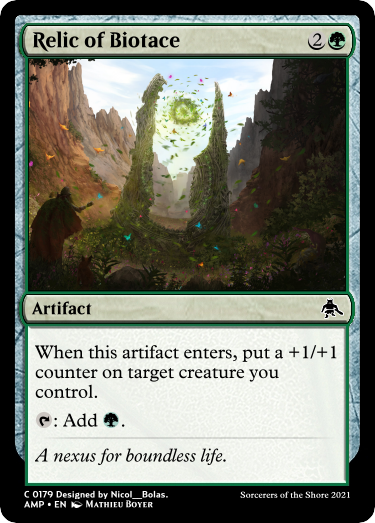 Relic of Biotace 2
Artifact
When this artifact enters, put a +1/+1
counter on target creature you
control.
: Add .
A nexus for boundless life.
C 0179 Designed by Nicol__Bolas.
Sorcerers of the Shore 2021
AMP • EN Mathieu Boyer